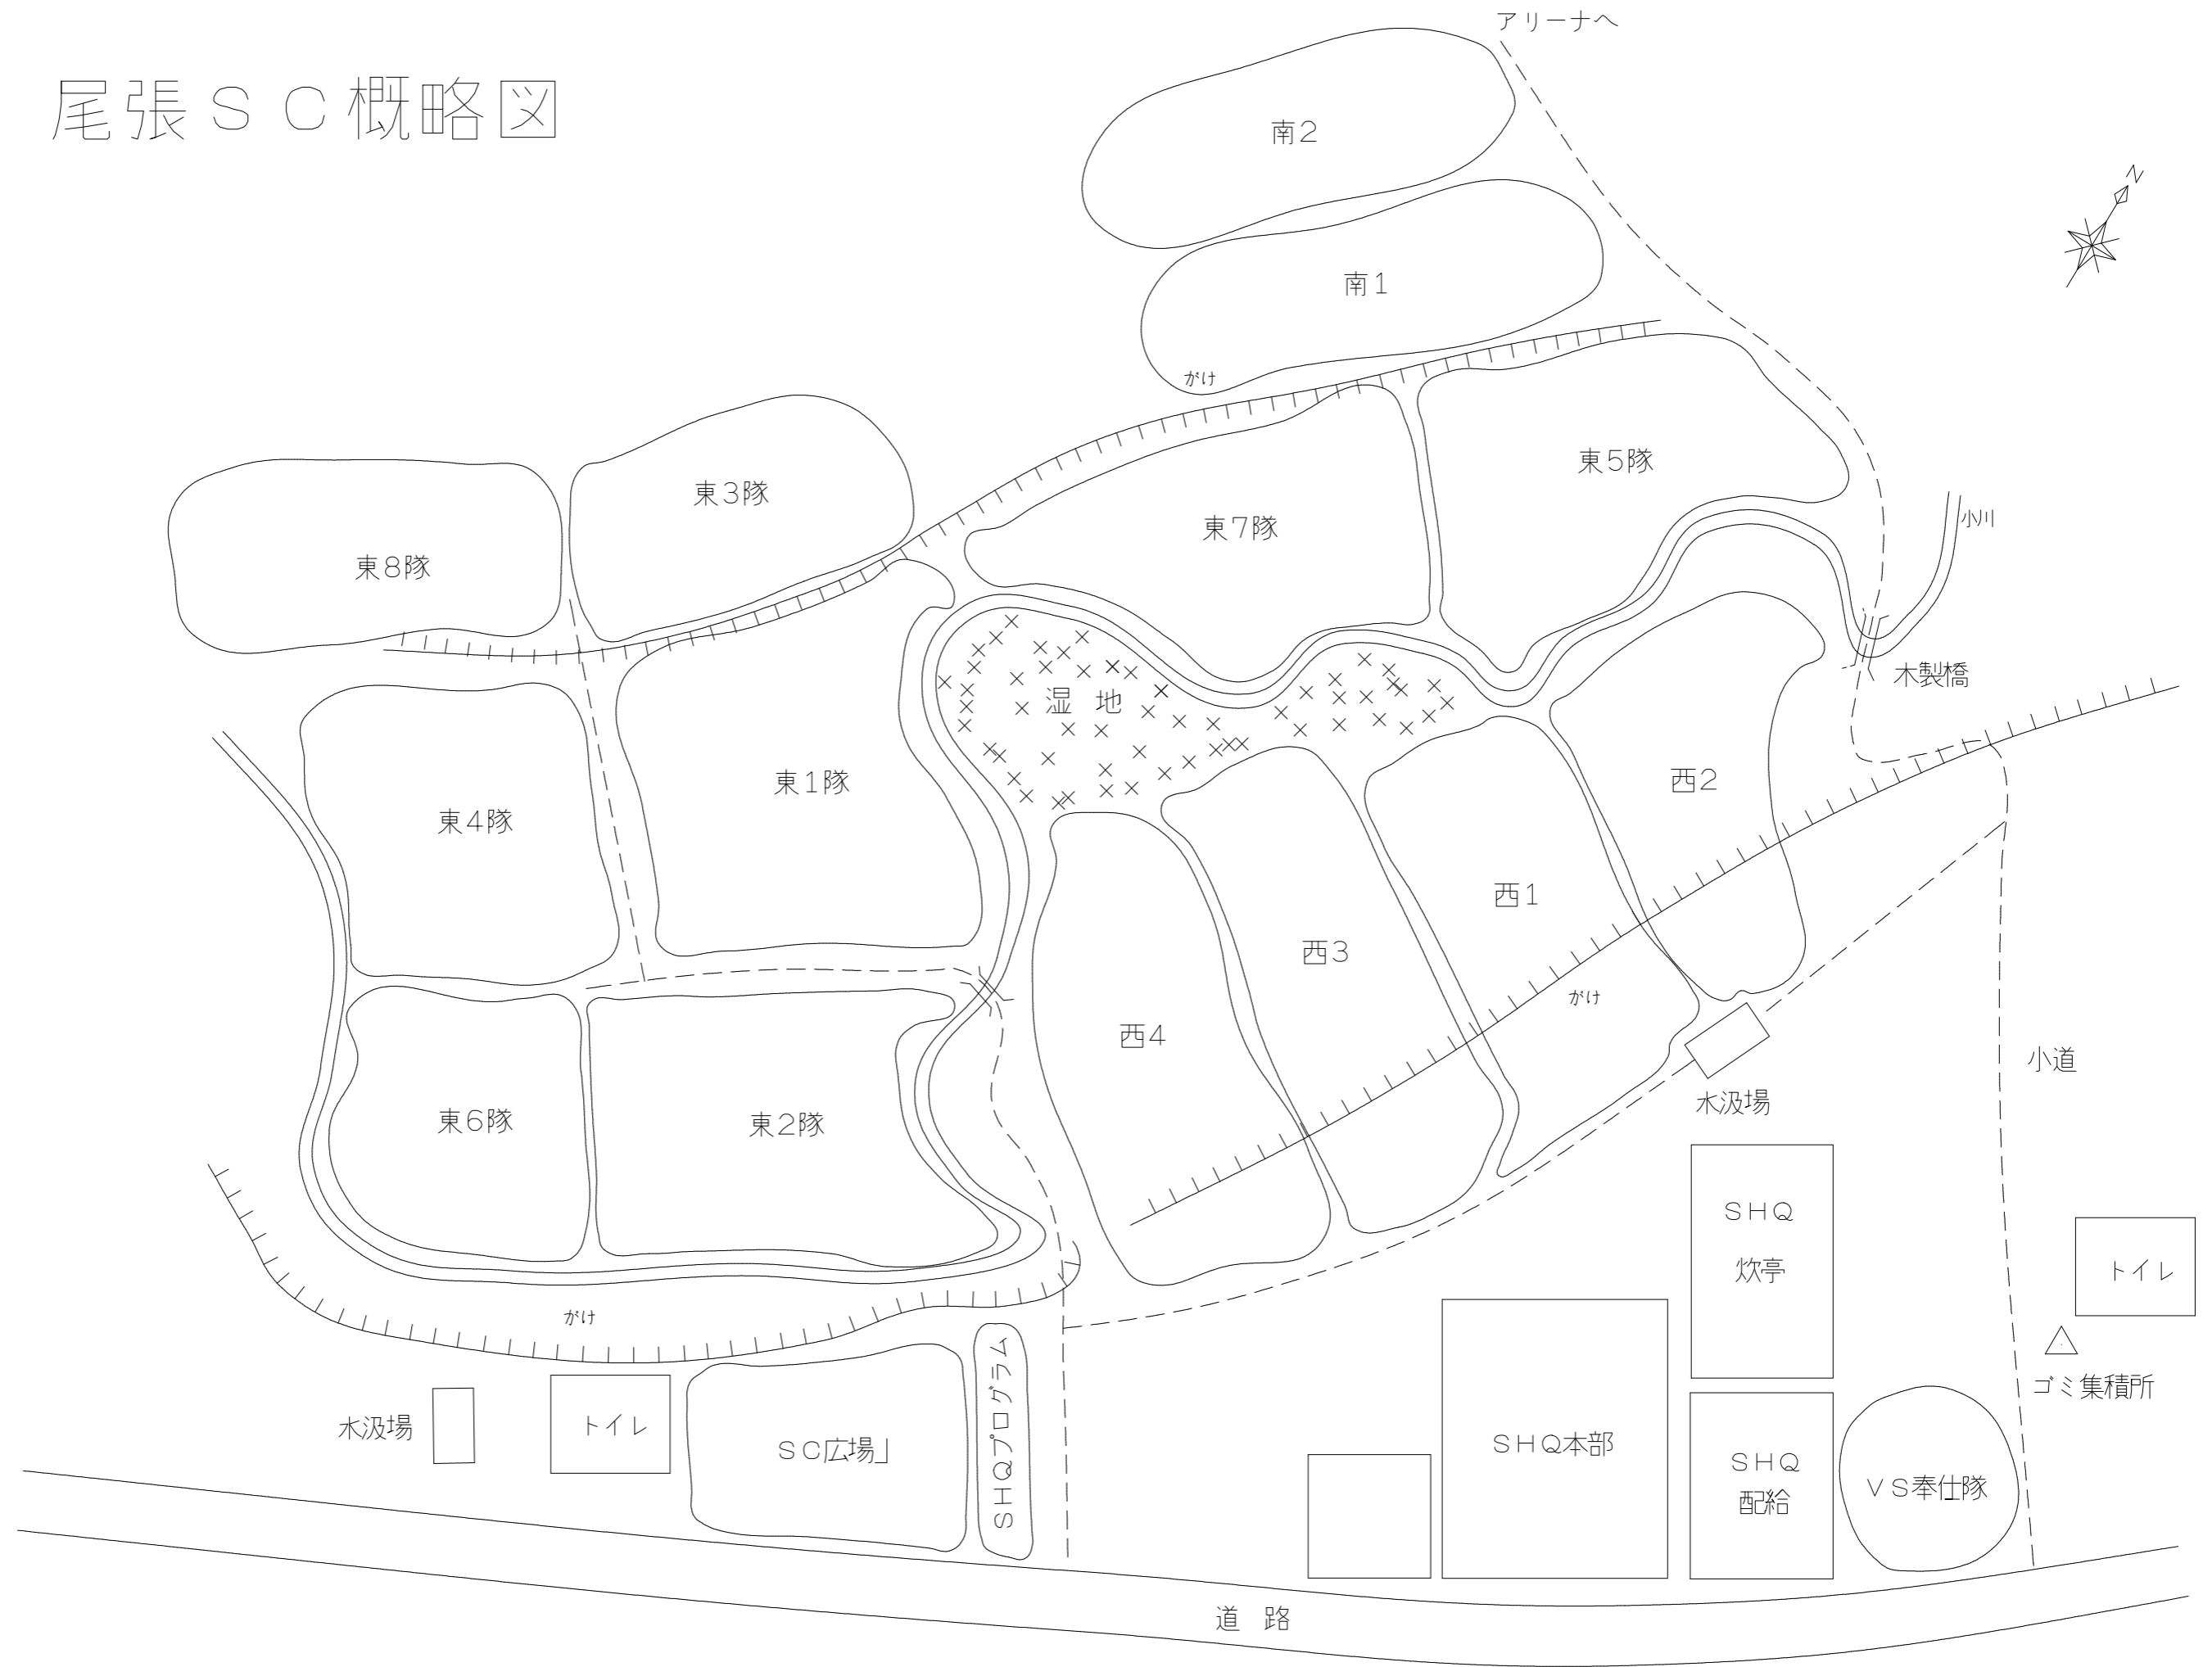 アリーナへ
尾張ＳＣ概略図
南２
N
南１
がけ
東５隊
東３隊
小川
東７隊
東８隊
木製橋
湿　地
東１隊
西２
東４隊
西１
西３
がけ
西４
小道
水汲場
東６隊
東２隊
ＳＨＱ
炊亭
トイレ
がけ
ゴミ集積所
ＳＨＱプログラム
水汲場
トイレ
ＳＣ広場」
ＳＨＱ本部
ＳＨＱ
配給
ＶＳ奉仕隊
道　路